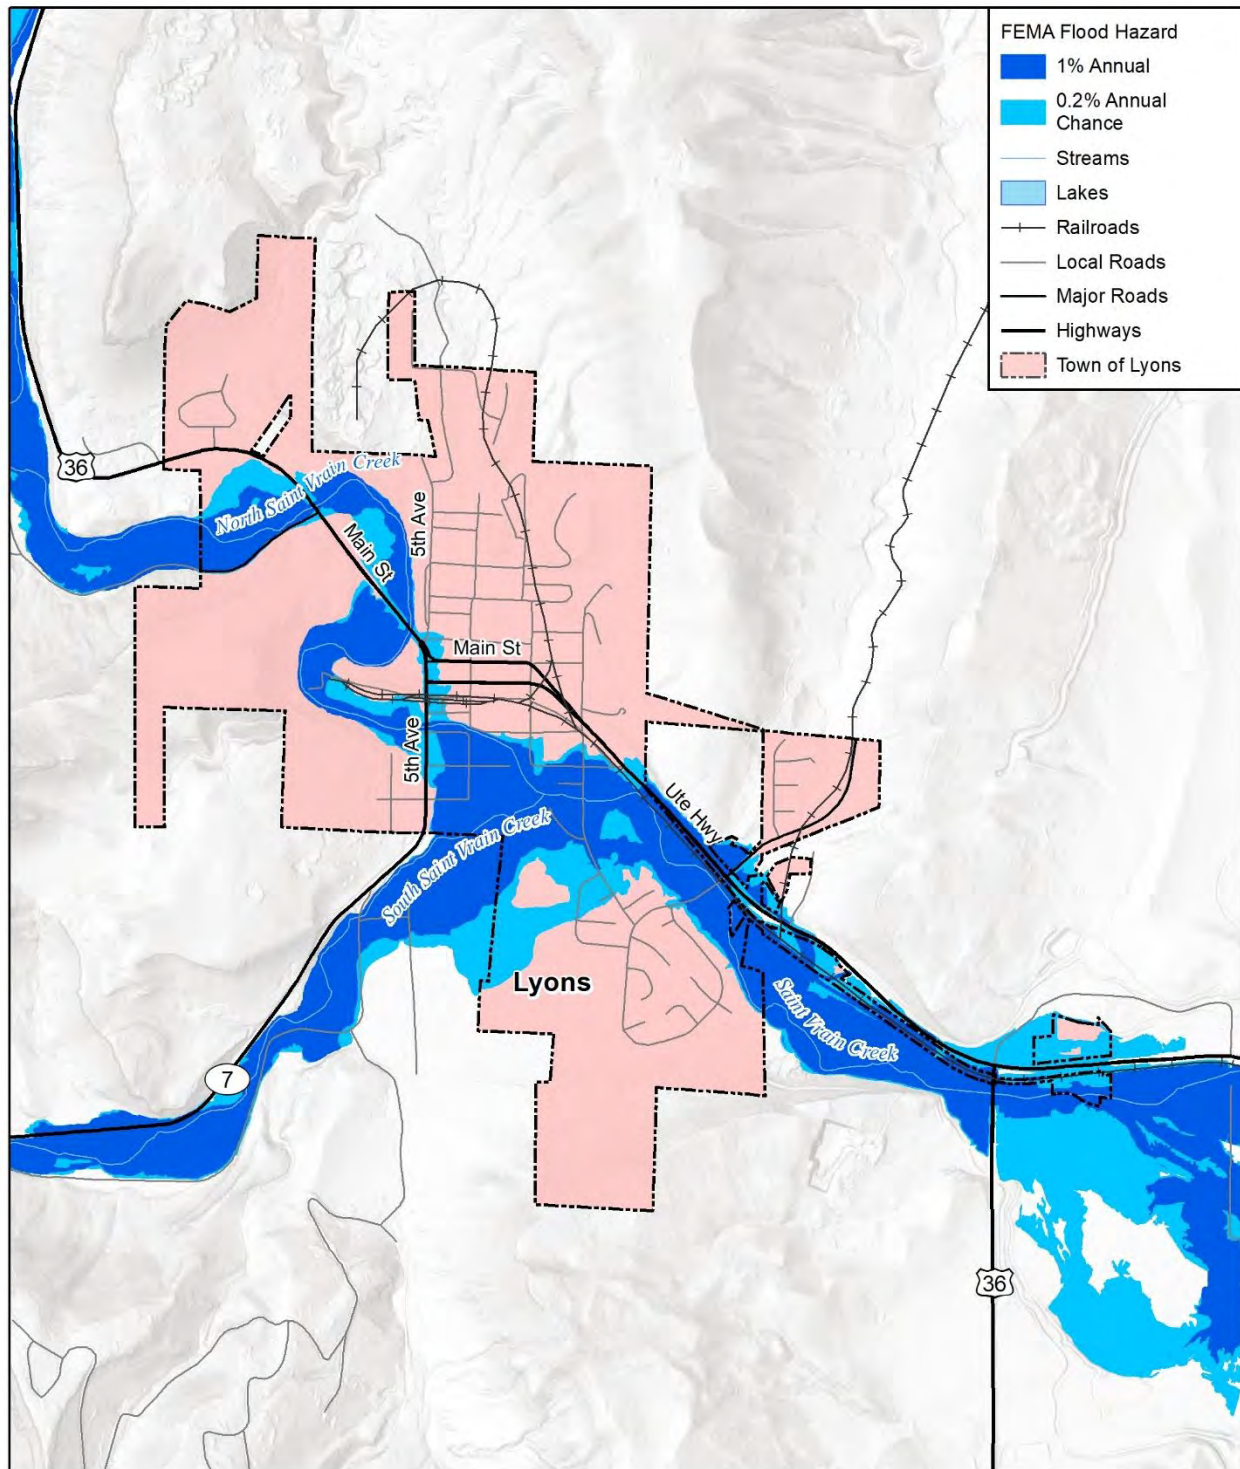 FEMA Flood Hazard
1% Annual
0.2% Annual
Chance
Streams
Lakes
Railroads
Local Roads
Major Roads
Highways
Town of Lyons
36
North Saint Vrain Creek
5th Ave
Main St
Main St
5th Ave
Ute Hwy
South Saint Vrain Creek
Lyons
Saint Vrain Creek
7
36